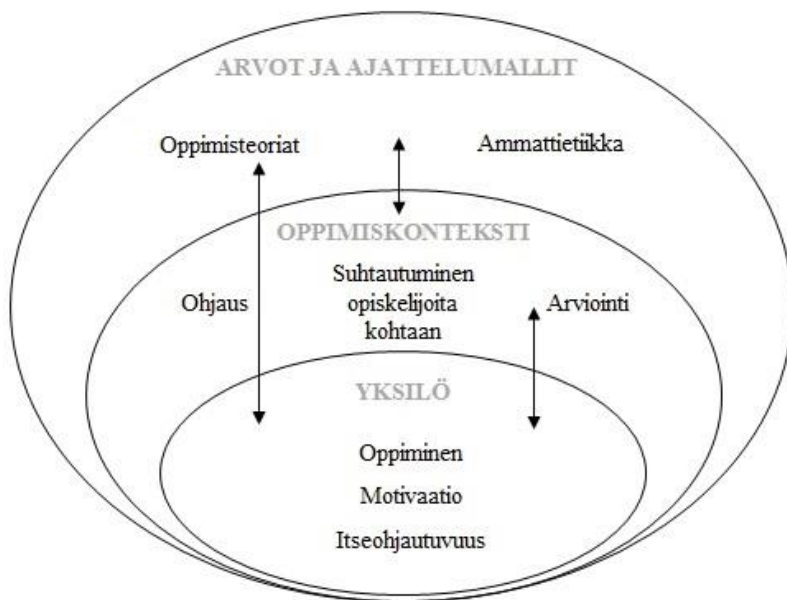 ARVOT JA AJATTELUMALLIT
Oppimisteoriat
Ammattietiikka
OPPIMISKONTEKSTI
Suhtautuminen
opiskelijoita
kohtaan
Ohjaus
Arviointi
YKSILÖ
Oppiminen
Motivaatio
Itseohjautuvuus